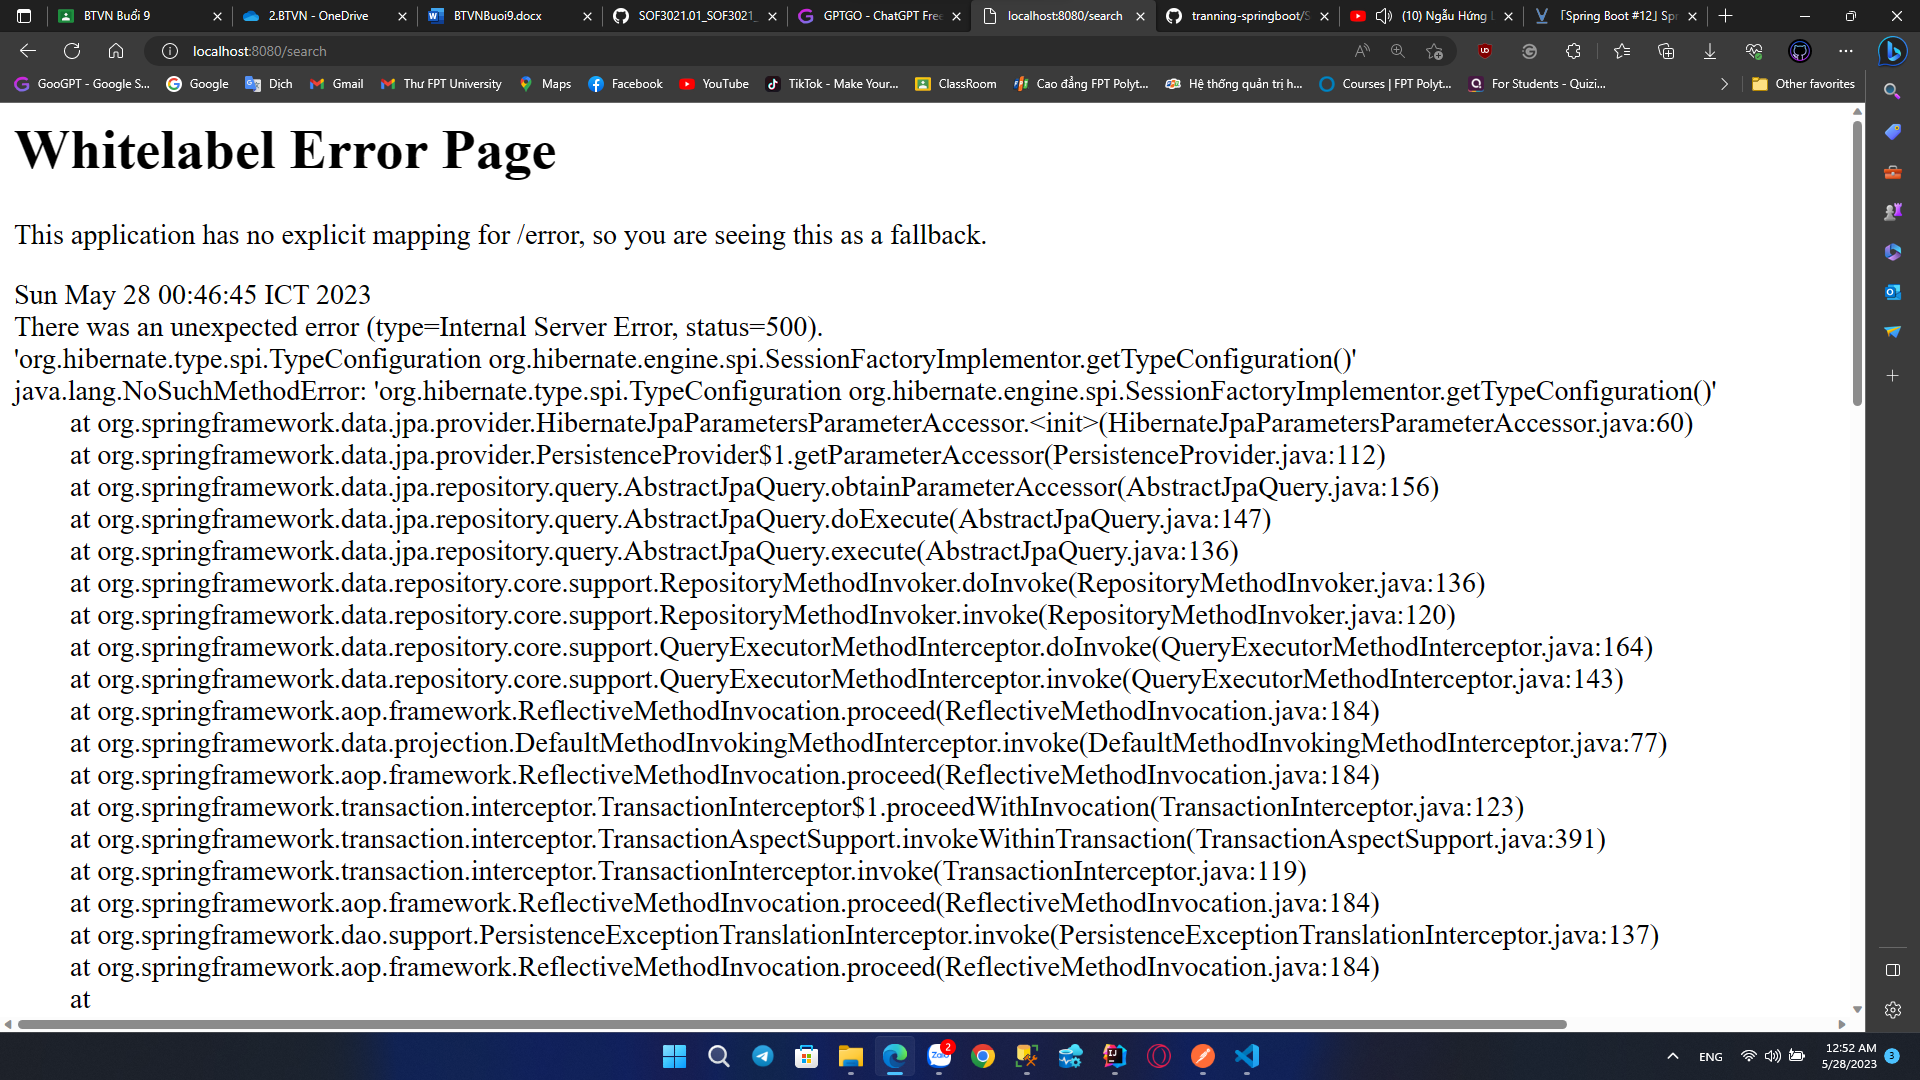 BTVN Buổi 9
2.BTVN - OneDrive
BTVNBuoi9.docx
SOF3021.01_SOF3021_
GPTGO - ChatGPT Free
localhost:8080/search
tranning-springboot/S
(10) Ngẫu Hứng
「Spring Boot #12」Spr
localhost:8080/search
GooGPT - Google S...
Google
Dịch
Gmail
Thư FPT University
Maps
Facebook
YouTube
TikTok - Make Your...
ClassRoom
Cao đẳng FPT Polyt...
Hệ thống quản trị h...
Courses | FPT Polyt...
For Students - Quizi...
Other favorites
Whitelabel Error Page
This application has no explicit mapping for /error, so you are seeing this as a fallback.
Sun May 28 00:46:45 ICT 2023
There was an unexpected error (type=Internal Server Error, status=500).
'org.hibernate.type.spi.TypeConfiguration org.hibernate.engine.spi.SessionFactoryImplementor.getTypeConfiguration()'
java.lang.NoSuchMethodError: 'org.hibernate.type.spi.TypeConfiguration org.hibernate.engine.spi.SessionFactoryImplementor.getTypeConfiguration()'
at org.springframework.data.jpa.provider.HibernateJpaParametersParameterAccessor.<init>(HibernateJpaParametersParameterAccessor.java:60)
at org.springframework.data.jpa.provider.PersistenceProvider$1.getParameterAccessor(PersistenceProvider.java:112)
at org.springframework.data.jpa.repository.query.AbstractJpaQuery.obtainParameterAccessor(AbstractJpaQuery.java:156)
at org.springframework.data.jpa.repository.query.AbstractJpaQuery.doExecute(AbstractJpaQuery.java:147)
at org.springframework.data.jpa.repository.query.AbstractJpaQuery.execute(AbstractJpaQuery.java:136)
at org.springframework.data.repository.core.support.RepositoryMethodInvoker.doInvoke(RepositoryMethodInvoker.java:136)
at org.springframework.data.repository.core.support.RepositoryMethodInvoker.invoke(RepositoryMethodInvoker.java:120)
at org.springframework.data.repository.core.support.QueryExecutorMethodInterceptor.doInvoke(QueryExecutorMethodInterceptor.java:164)
at org.springframework.data.repository.core.support.QueryExecutorMethodInterceptor.invoke(QueryExecutorMethodInterceptor.java:143)
at org.springframework.aop.framework.ReflectiveMethodInvocation.proceed(ReflectiveMethodInvocation.java:184)
at org.springframework.data.projection.DefaultMethodInvokingMethodInterceptor.invoke(DefaultMethodInvokingMethodInterceptor.java:77)
at org.springframework.aop.framework.ReflectiveMethodInvocation.proceed(ReflectiveMethodInvocation.java:184)
at org.springframework.transaction.interceptor.TransactionInterceptor$1.proceedWithInvocation(TransactionInterceptor.java:123)
at org.springframework.transaction.interceptor.TransactionAspectSupport.invokeWithinTransaction(TransactionAspectSupport.java:391)
at org.springframework.transaction.interceptor.TransactionInterceptor.invoke(TransactionInterceptor.java:119)
at org.springframework.aop.framework.ReflectiveMethodInvocation.proceed(ReflectiveMethodInvocation.java:184)
at org.springframework.dao.support.PersistenceExceptionTranslationInterceptor.invoke(PersistenceExceptionTranslationInterceptor.java:137)
at org.springframework.aop.framework.ReflectiveMethodInvocation.proceed(ReflectiveMethodInvocation.java:184)
at
Zalo
2
ENG
12:52 AM
5/28/2023
3